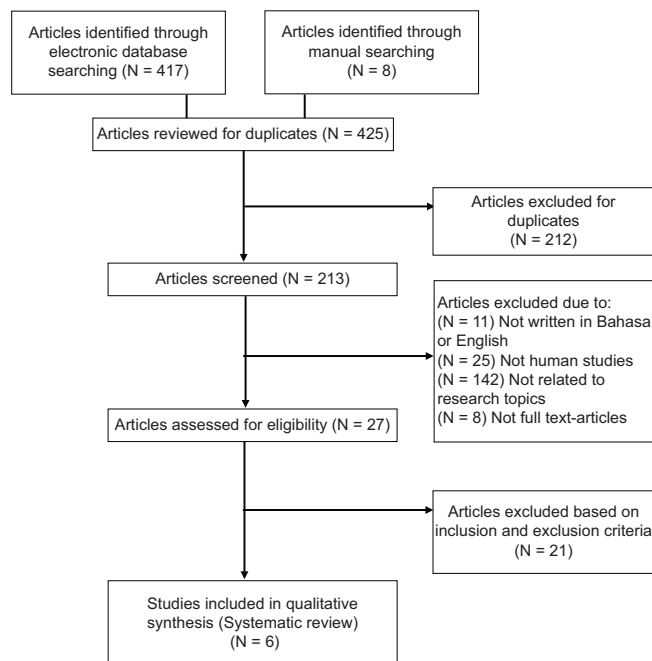 Articles identified through
electronic database
searching (N = 417)
Articles identified through
manual searching
(N = 8)
Articles reviewed for duplicates (N = 425)
Articles excluded for
duplicates
(N = 212)
Articles screened (N = 213)
Articles excluded due to:
(N = 11) Not written in Bahasa
or English
(N = 25) Not human studies
(N = 142) Not related to
research topics
(N = 8) Not full text-articles
Articles assessed for eligibility (N = 27)
Articles excluded based on
inclusion and exclusion criteria
(N = 21)
Studies included in qualitative
synthesis (Systematic review)
(N = 6)